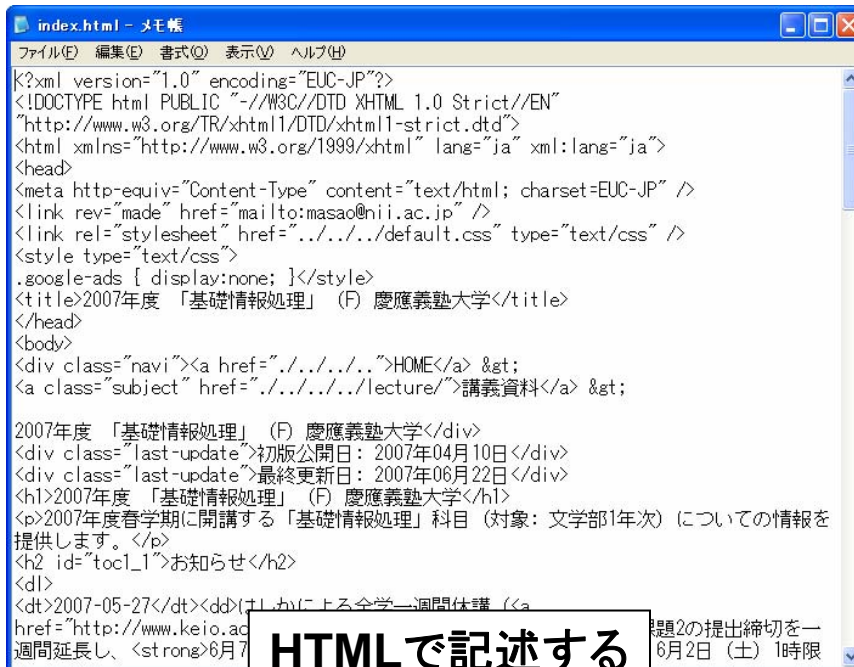 index.html - メモ帳
ファイル(F) 編集(E) 書式(O) 表示(V) ヘルプ(H)
<?xml version="1.0" encoding="EUC-JP"?>
<!DOCTYPE html PUBLIC "-//W3C//DTD XHTML 1.0 Strict//EN"
"http://www.w3.org/TR/xhtml1/DTD/xhtml1-strict.dtd">
<html xmlns="http://www.w3.org/1999/xhtml" lang="ja" xml:lang="ja">
<head>
<meta http-equiv="Content-Type" content="text/html; charset=EUC-JP" />
<link rev="made" href="mailto:masao@nii.ac.jp" />
<link rel="stylesheet" href="../../../default.css" type="text/css" />
<style type="text/css">
.google-ads { display:none; }</style>
<title>2007年度 「基礎情報処理」 (F) 慶應義塾大学</title>
</head>
<body>
<div class="navi"><a href="./../../..">HOME</a> &gt;
<a class="subject" href="./../../../lecture/">講義資料</a> &gt;
2007年度 「基礎情報処理」 (F) 慶應義塾大学</div>
<div class="last-update">初版公開日: 2007年04月10日</div>
<div class="last-update">最終更新日: 2007年06月22日</div>
<h1>2007年度 「基礎情報処理」 (F) 慶應義塾大学</h1>
<p>2007年度春学期に開講する「基礎情報処理」科目 (対象: 文学部1年次) についての情報を
提供します。</p>
<h2 id="toc1_1">お知らせ</h2>
<dl>
<dt>2007-05-27</dt><dd>はしかによる全学一週間休講 (<a
href="http://www.keio.ac 課題2の提出締切を一
週間延長し、<strong>6月7 6月2日 (土) 1時限
HTMLで記述する